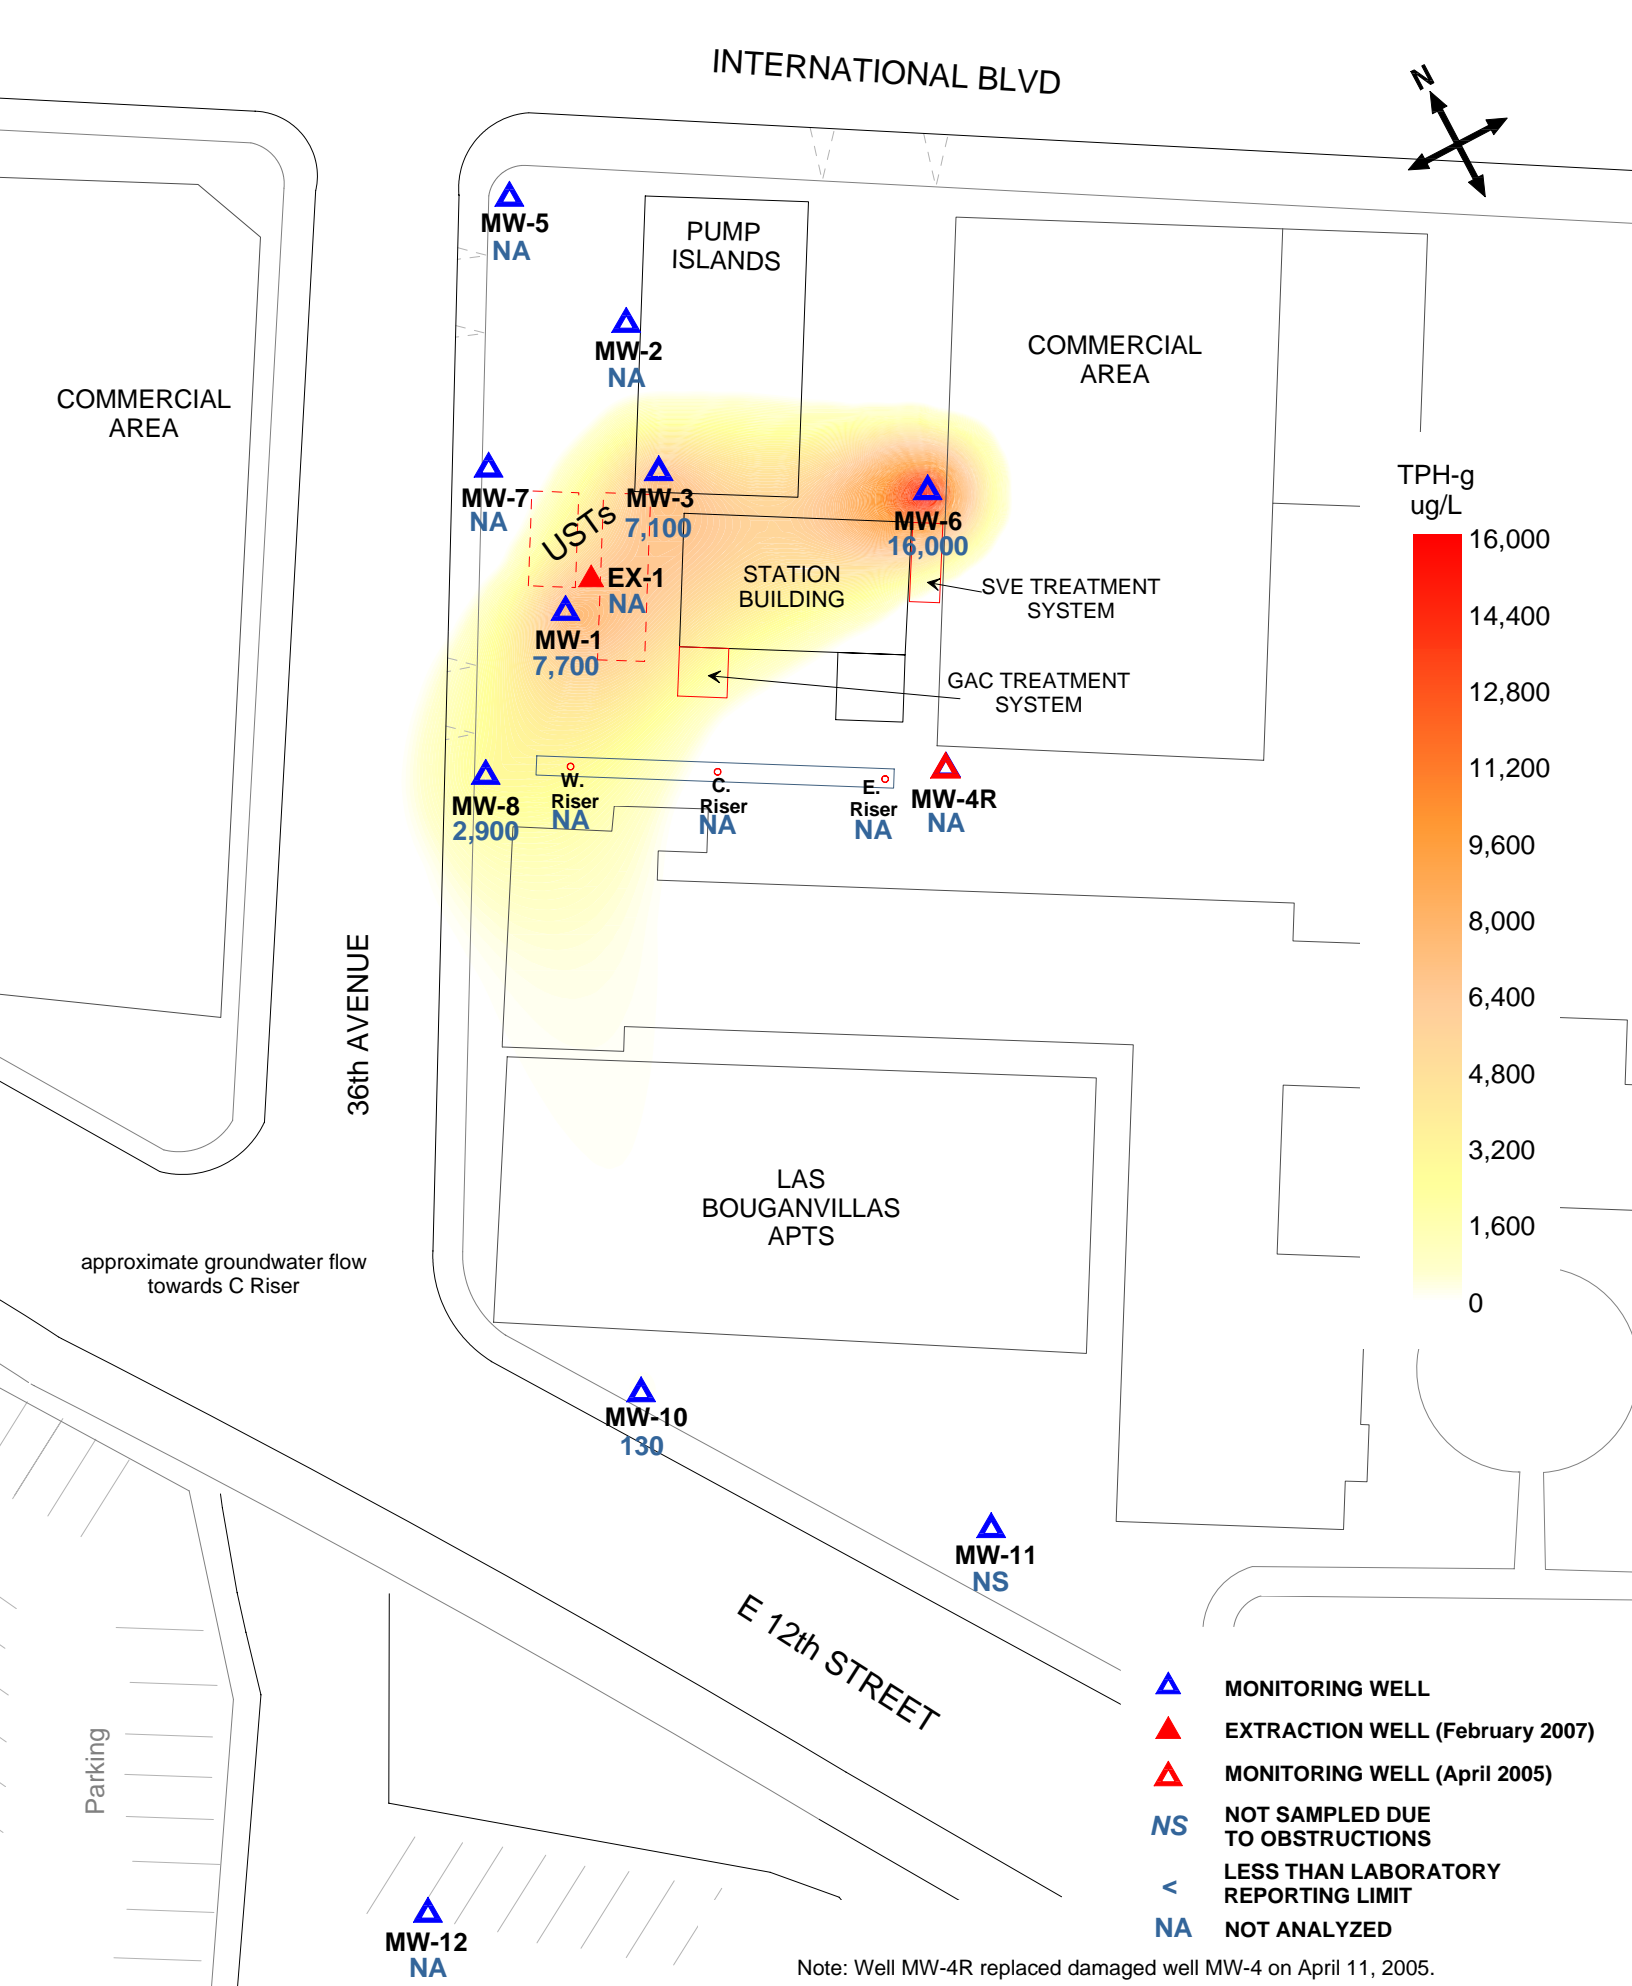 INTERNATIONAL BLVD
N
MW-5
NA
PUMP
ISLANDS
MW-2
NA
COMMERCIAL
AREA
COMMERCIAL
AREA
MW-7
NA
USTs
MW-3
7,100
MW-6
16,000
EX-1
NA
STATION
BUILDING
SVE TREATMENT
SYSTEM
MW-1
7,700
GAC TREATMENT
SYSTEM
MW-8
2,900
W.
Riser
NA
C.
Riser
NA
E.
Riser
NA
MW-4R
NA
TPH-g
ug/L
16,000
14,400
12,800
11,200
9,600
8,000
6,400
4,800
3,200
1,600
0
36th AVENUE
LAS
BOUGANVILLAS
APTS
approximate groundwater flow
towards C Riser
MW-10
130
MW-11
NS
E 12th STREET
Parking
MW-12
NA
MONITORING WELL
EXTRACTION WELL (February 2007)
MONITORING WELL (April 2005)
NS NOT SAMPLED DUE
TO OBSTRUCTIONS
< LESS THAN LABORATORY
REPORTING LIMIT
NA NOT ANALYZED
Note: Well MW-4R replaced damaged well MW-4 on April 11, 2005.